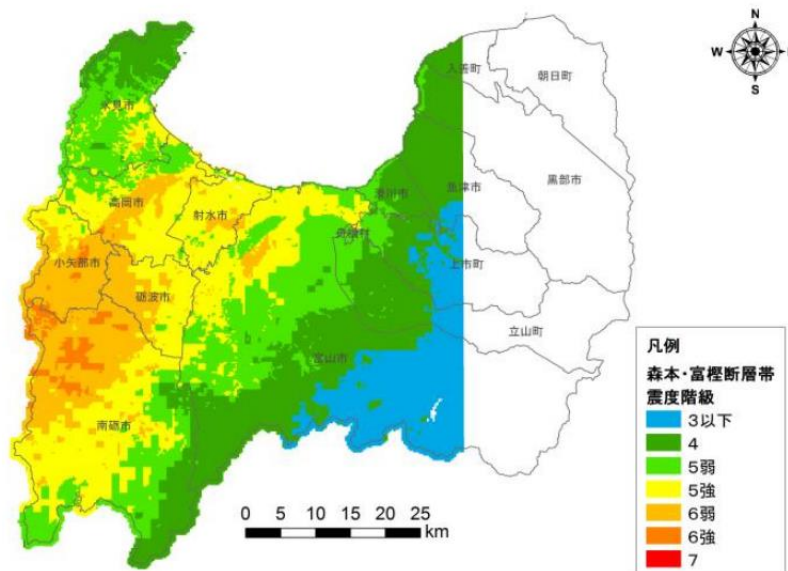 N
W
S
入善町
朝日町
氷見市
黒部市
魚津市
滑川市
高岡市
射水市
舟橋村
上市町
小矢部市
砺波市
立山町
富山市
南砺市
凡例
森本・富樫断層帯
震度階級
3以下
4
5弱
5強
6弱
6強
7
0 5 10 15 20 25
km